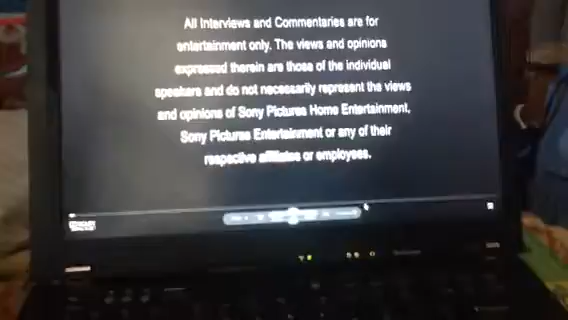 All Interviews and Commentaries are for
entertainment only. The views and opinions
expressed therein are those of the individual
speakers and do not necessarily represent the views
and opinions of Sony Pictures Home Entertainment,
Sony Pictures Entertainment or any of their
respective affiliates or employees.